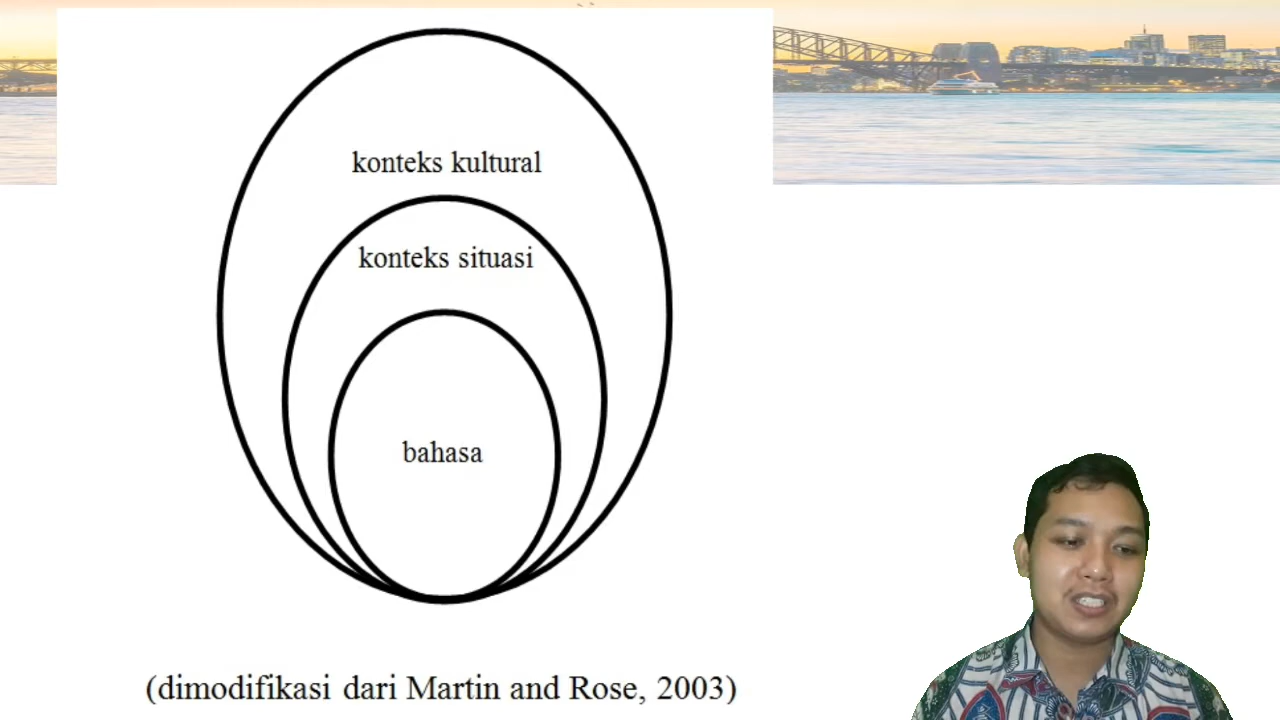 konteks kultural
konteks situasi
bahasa
(dimodifikasi dari Martin and Rose, 2003)